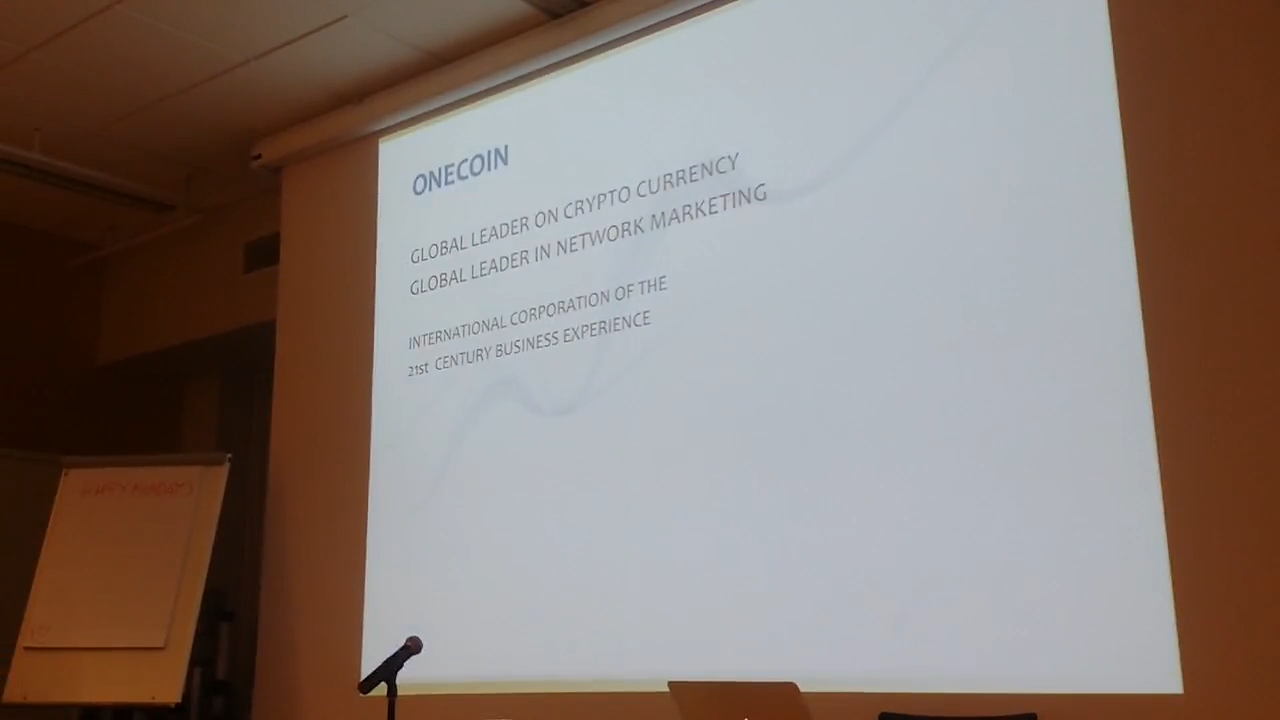 ONECOIN
GLOBAL LEADER ON CRYPTO CURRENCY
GLOBAL LEADER IN NETWORK MARKETING
INTERNATIONAL CORPORATION OF THE
21st CENTURY BUSINESS EXPERIENCE